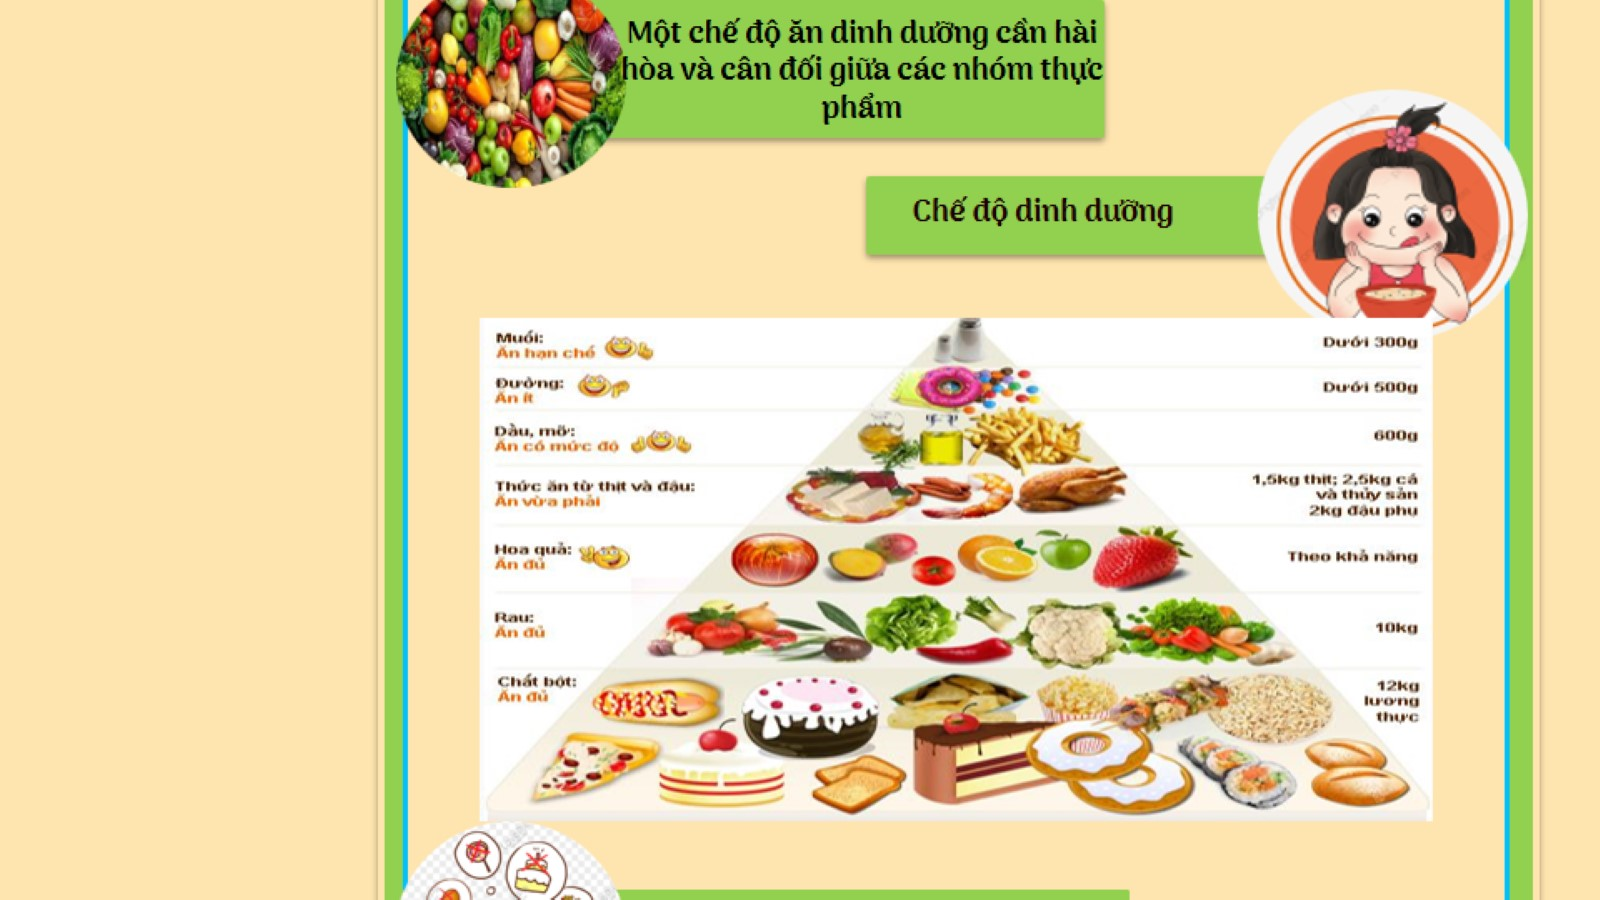 Một chế độ ăn dinh dưỡng cần hài
hòa và cân đối giữa các nhóm thực
phẩm
Chế độ dinh dưỡng
Muối:
Ăn hạn chế
Dưới 300g
Đường:
Ăn ít
Dưới 500g
Dầu, mỡ:
Ăn có mức độ
600g
Thức ăn từ thịt và đậu:
Ăn vừa phải
1,5kg thịt; 2,5kg cá
và thủy sản
2kg đậu phụ
Hoa quả:
Ăn đủ
Theo khả năng
Rau:
Ăn đủ
10kg
Chất bột:
Ăn đủ
12kg
lương
thực